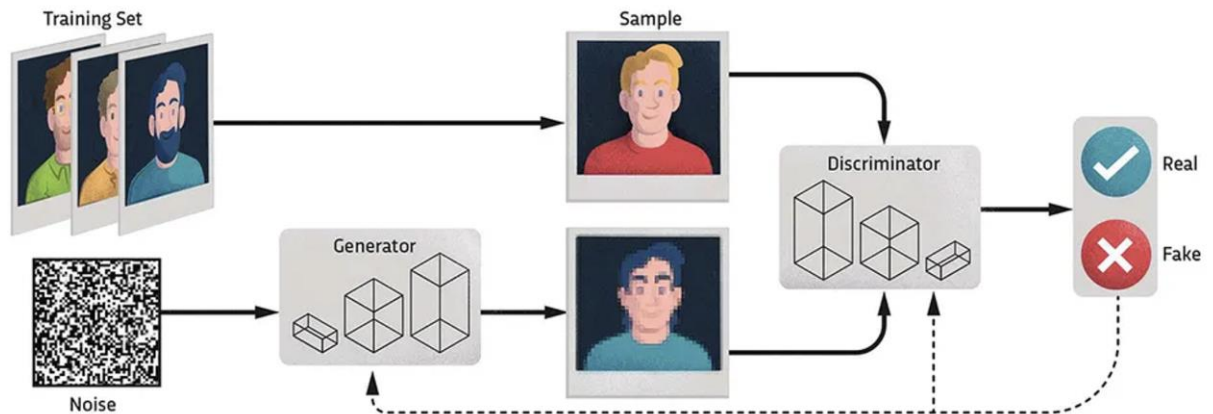 Training Set
Sample
Discriminator
Real
Generator
Fake
Noise